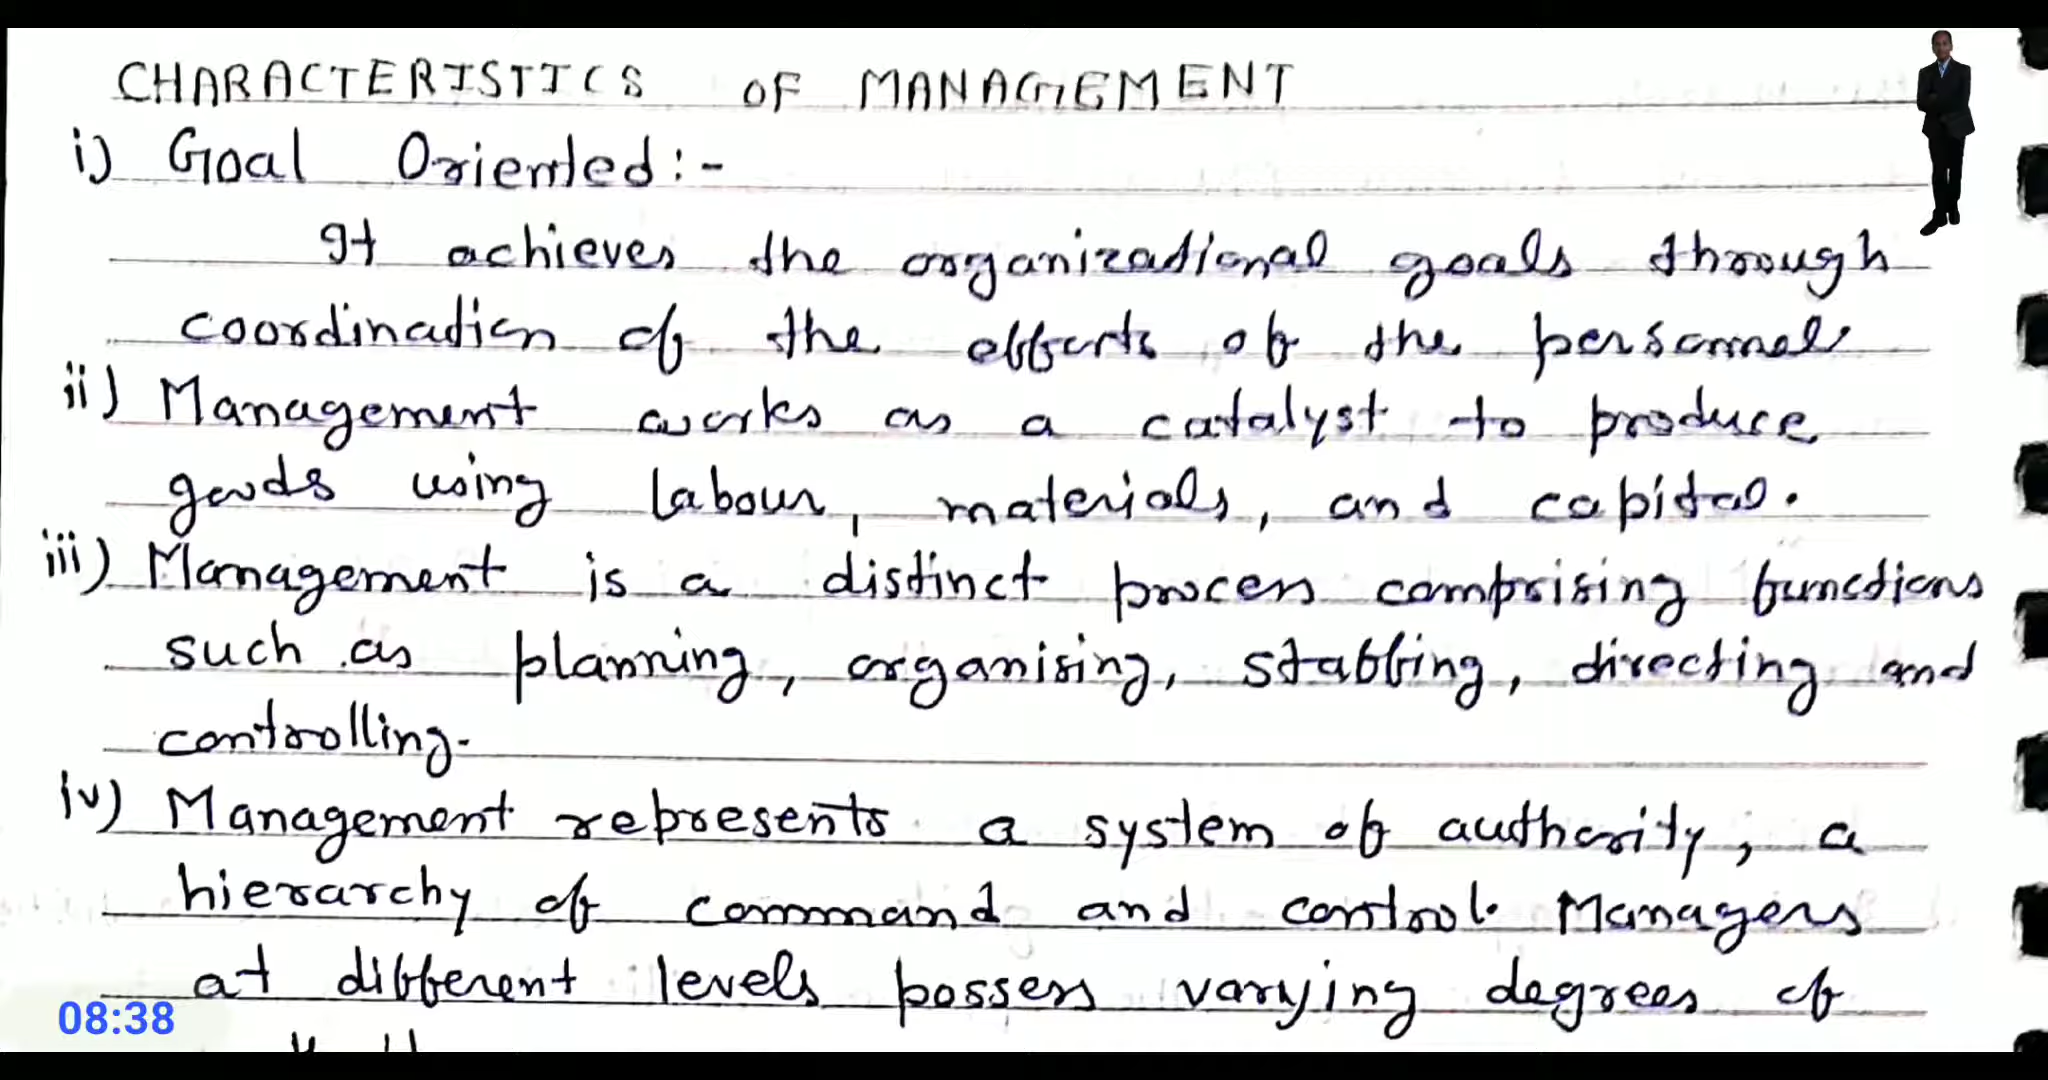 CHARACTERISTICS OF MANAGEMENT
i) Goal Oriented:-
It achieves the organizational goals through
coordination of the efforts of the personnel
ii) Management works as a catalyst to produce
goods using labour, materials, and capital.
iii) Management is a distinct process comprising functions
such as planning, organising, staffing, directing and
controlling.
iv) Management represents a system of authority, a
hierarchy of command and control. Managers
at different levels possess varying degrees of
08:38